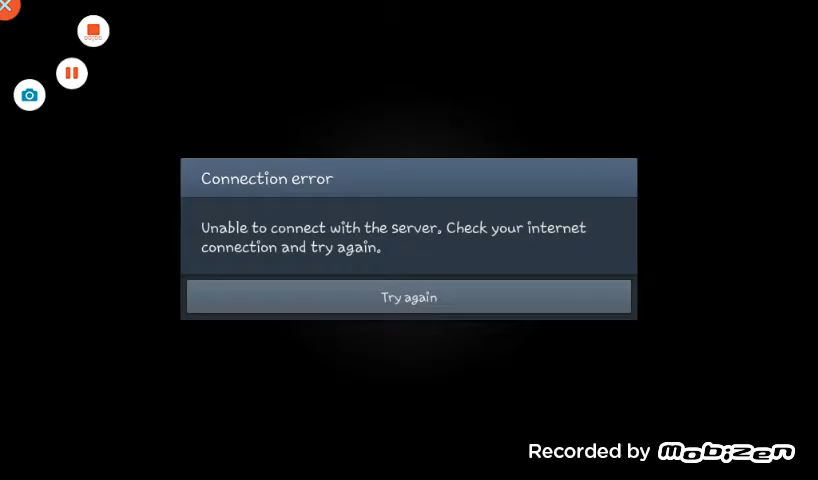 Connection error
Unable to connect with the server. Check your internet
connection and try again.
Try again
Recorded by Mobizen